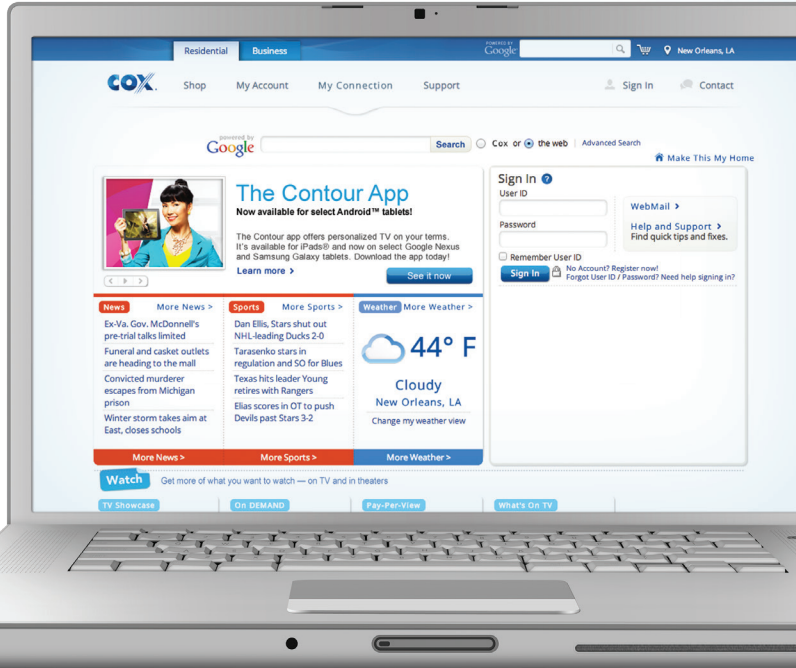 Residential
Business
POWERED BY
Google
New Orleans, LA
COX.
Shop
My Account
My Connection
Support
Sign In
Contact
powered by
Google
Search
Cox or the web
Advanced Search
Make This My Home
The Contour App
Now available for select Android™ tablets!
The Contour app offers personalized TV on your terms.
It's available for iPads® and now on select Google Nexus
and Samsung Galaxy tablets. Download the app today!
Learn more >
See it now
Sign In ?
User ID
Password
Remember User ID
Sign In
No Account? Register now!
Forgot User ID / Password? Need help signing in?
WebMail >
Help and Support >
Find quick tips and fixes.
News
More News >
Ex-Va. Gov. McDonnell's
pre-trial talks limited
Funeral and casket outlets
are heading to the mall
Convicted murderer
escapes from Michigan
prison
Winter storm takes aim at
East, closes schools
More News >
Sports
More Sports >
Dan Ellis, Stars shut out
NHL-leading Ducks 2-0
Tarasenko stars in
regulation and SO for Blues
Texas hits leader Young
retires with Rangers
Elias scores in OT to push
Devils past Stars 3-2
More Sports >
Weather
More Weather >
44° F
Cloudy
New Orleans, LA
Change my weather view
More Weather >
Watch
Get more of what you want to watch — on TV and in theaters
TV Showcase
On DEMAND
Pay-Per-View
What's On TV